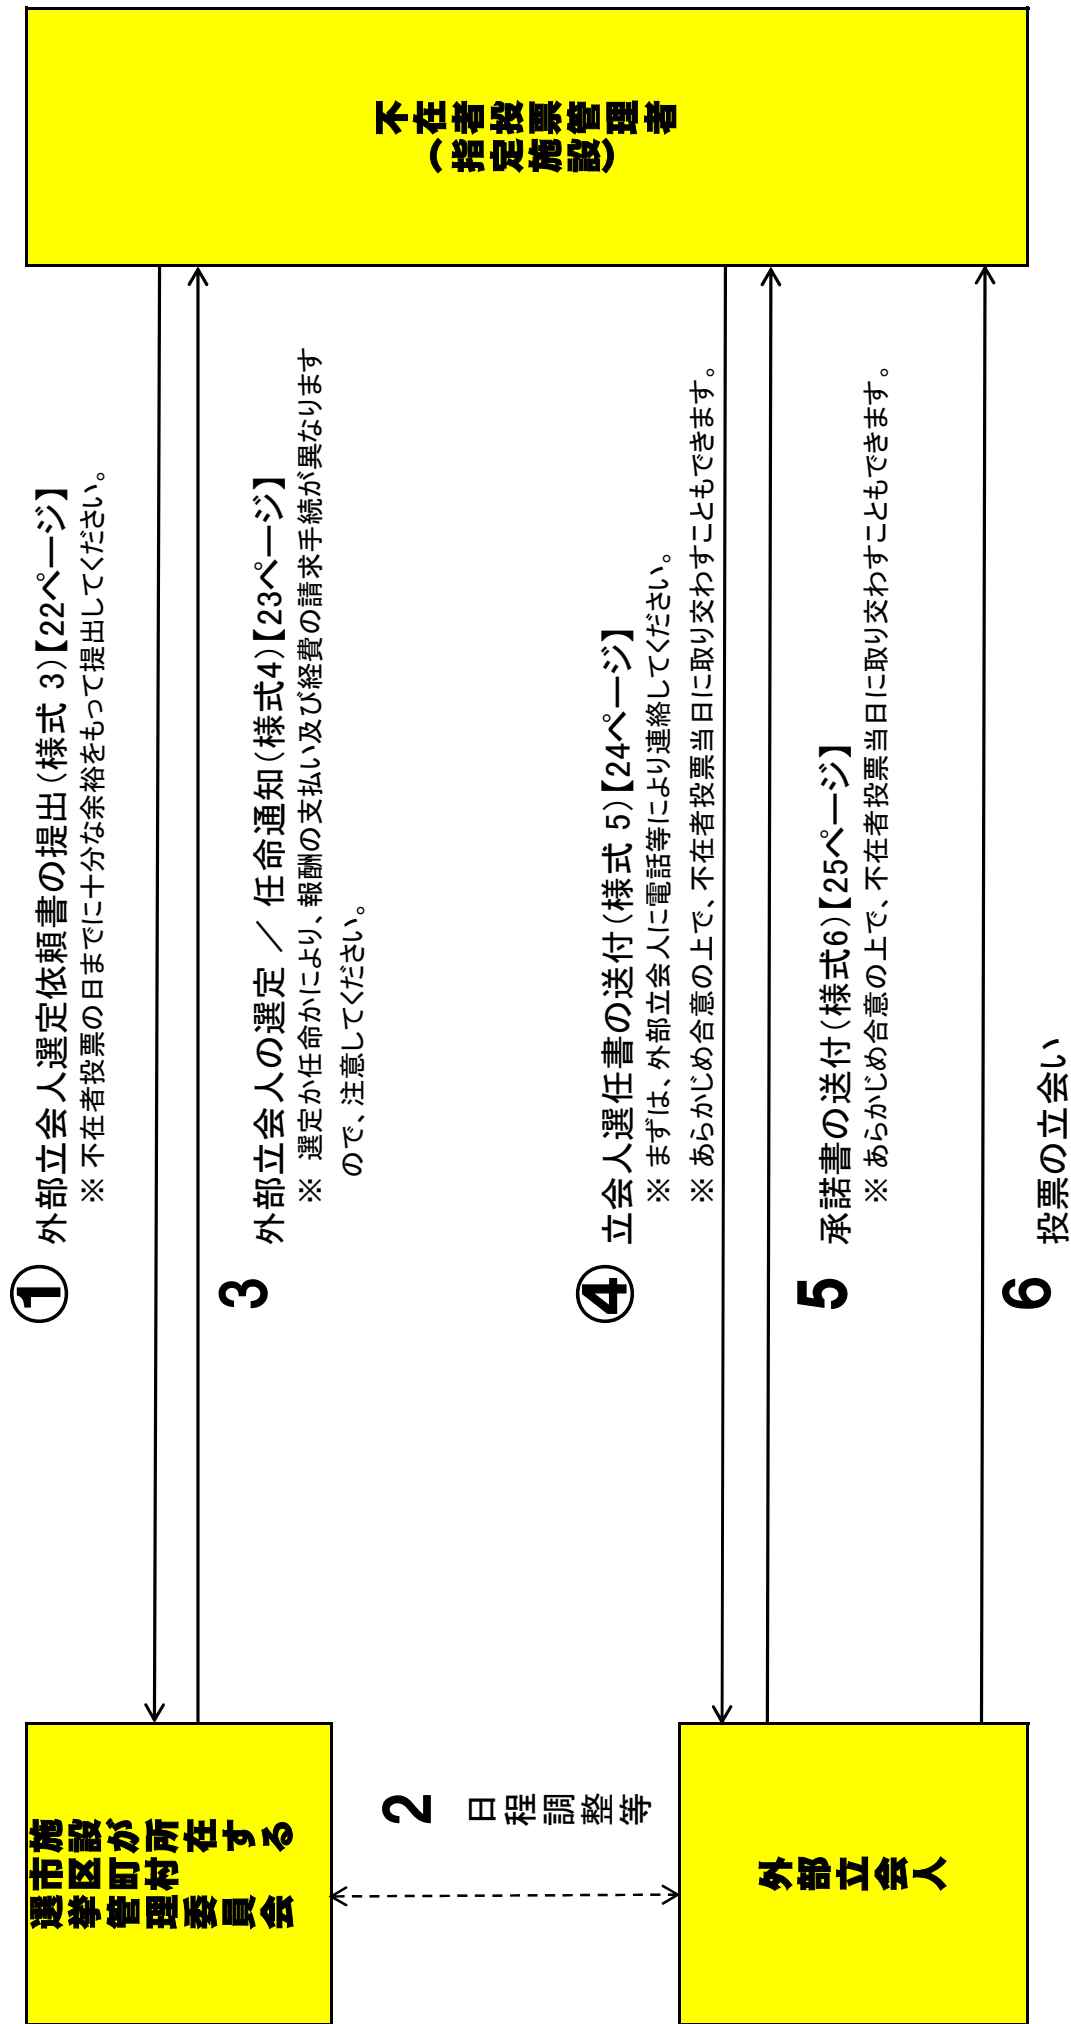 不在者投票管理者
（指定施設）
① 外部立会人選定依頼書の提出（様式 3）【22ページ】
※ 不在者投票の日までに十分な余裕をもって提出してください。
3 外部立会人の選定 ／ 任命通知（様式4）【23ページ】
※ 選定か任命かにより、報酬の支払い及び経費の請求手続が異なります
ので、注意してください。
④ 立会人選任書の送付（様式 5）【24ページ】
※ まずは、外部立会人に電話等により連絡してください。
※ あらかじめ合意の上で、不在者投票当日に取り交わすこともできます。
5 承諾書の送付（様式6）【25ページ】
※ あらかじめ合意の上で、不在者投票当日に取り交わすこともできます。
6 投票の立会い
施設が所在する
市区町村
選挙管理委員会
2 日程調整等
外部立会人